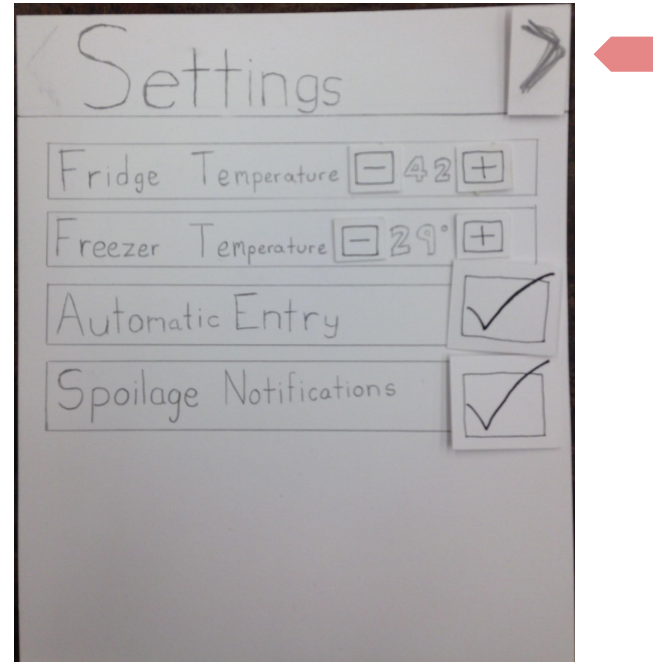 Settings
Fridge Temperature − 42 +
Freezer Temperature − 29° +
Automatic Entry
Spoilage Notifications